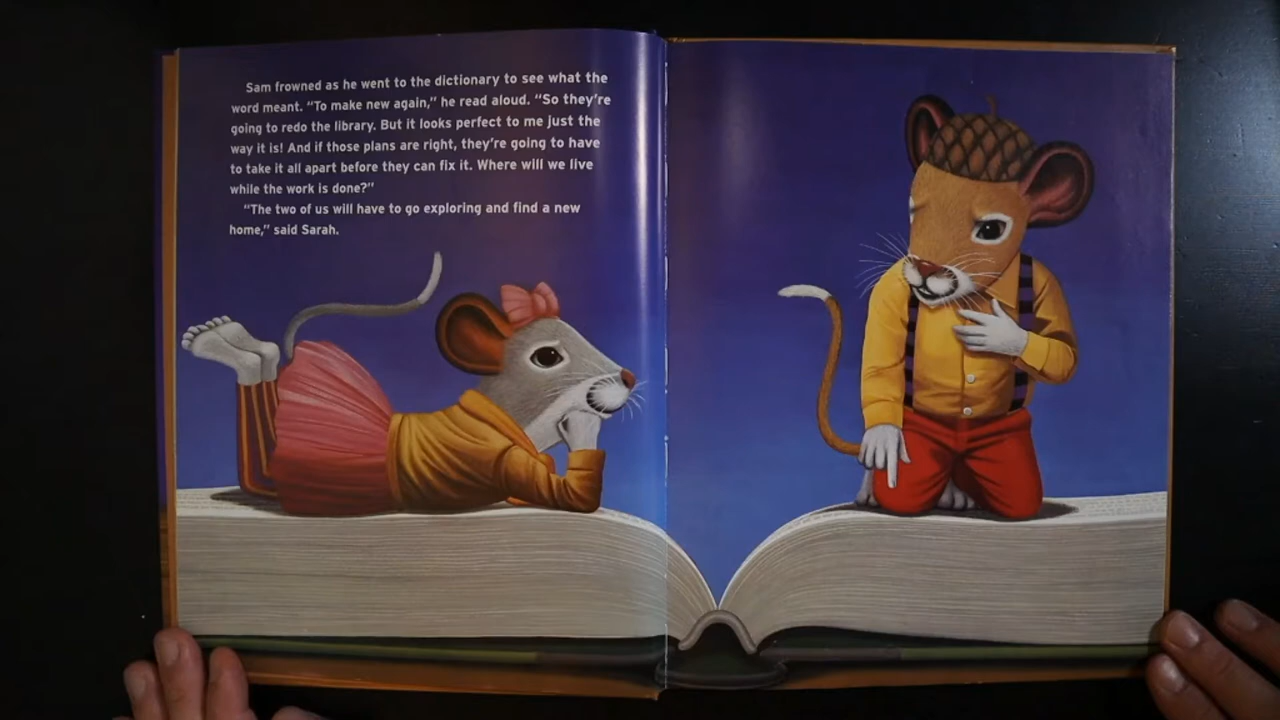 Sam frowned as he went to the dictionary to see what the
word meant. “To make new again,” he read aloud. “So they’re
going to redo the library. But it looks perfect to me just the
way it is! And if those plans are right, they’re going to have
to take it all apart before they can fix it. Where will we live
while the work is done?”
“The two of us will have to go exploring and find a new
home,” said Sarah.